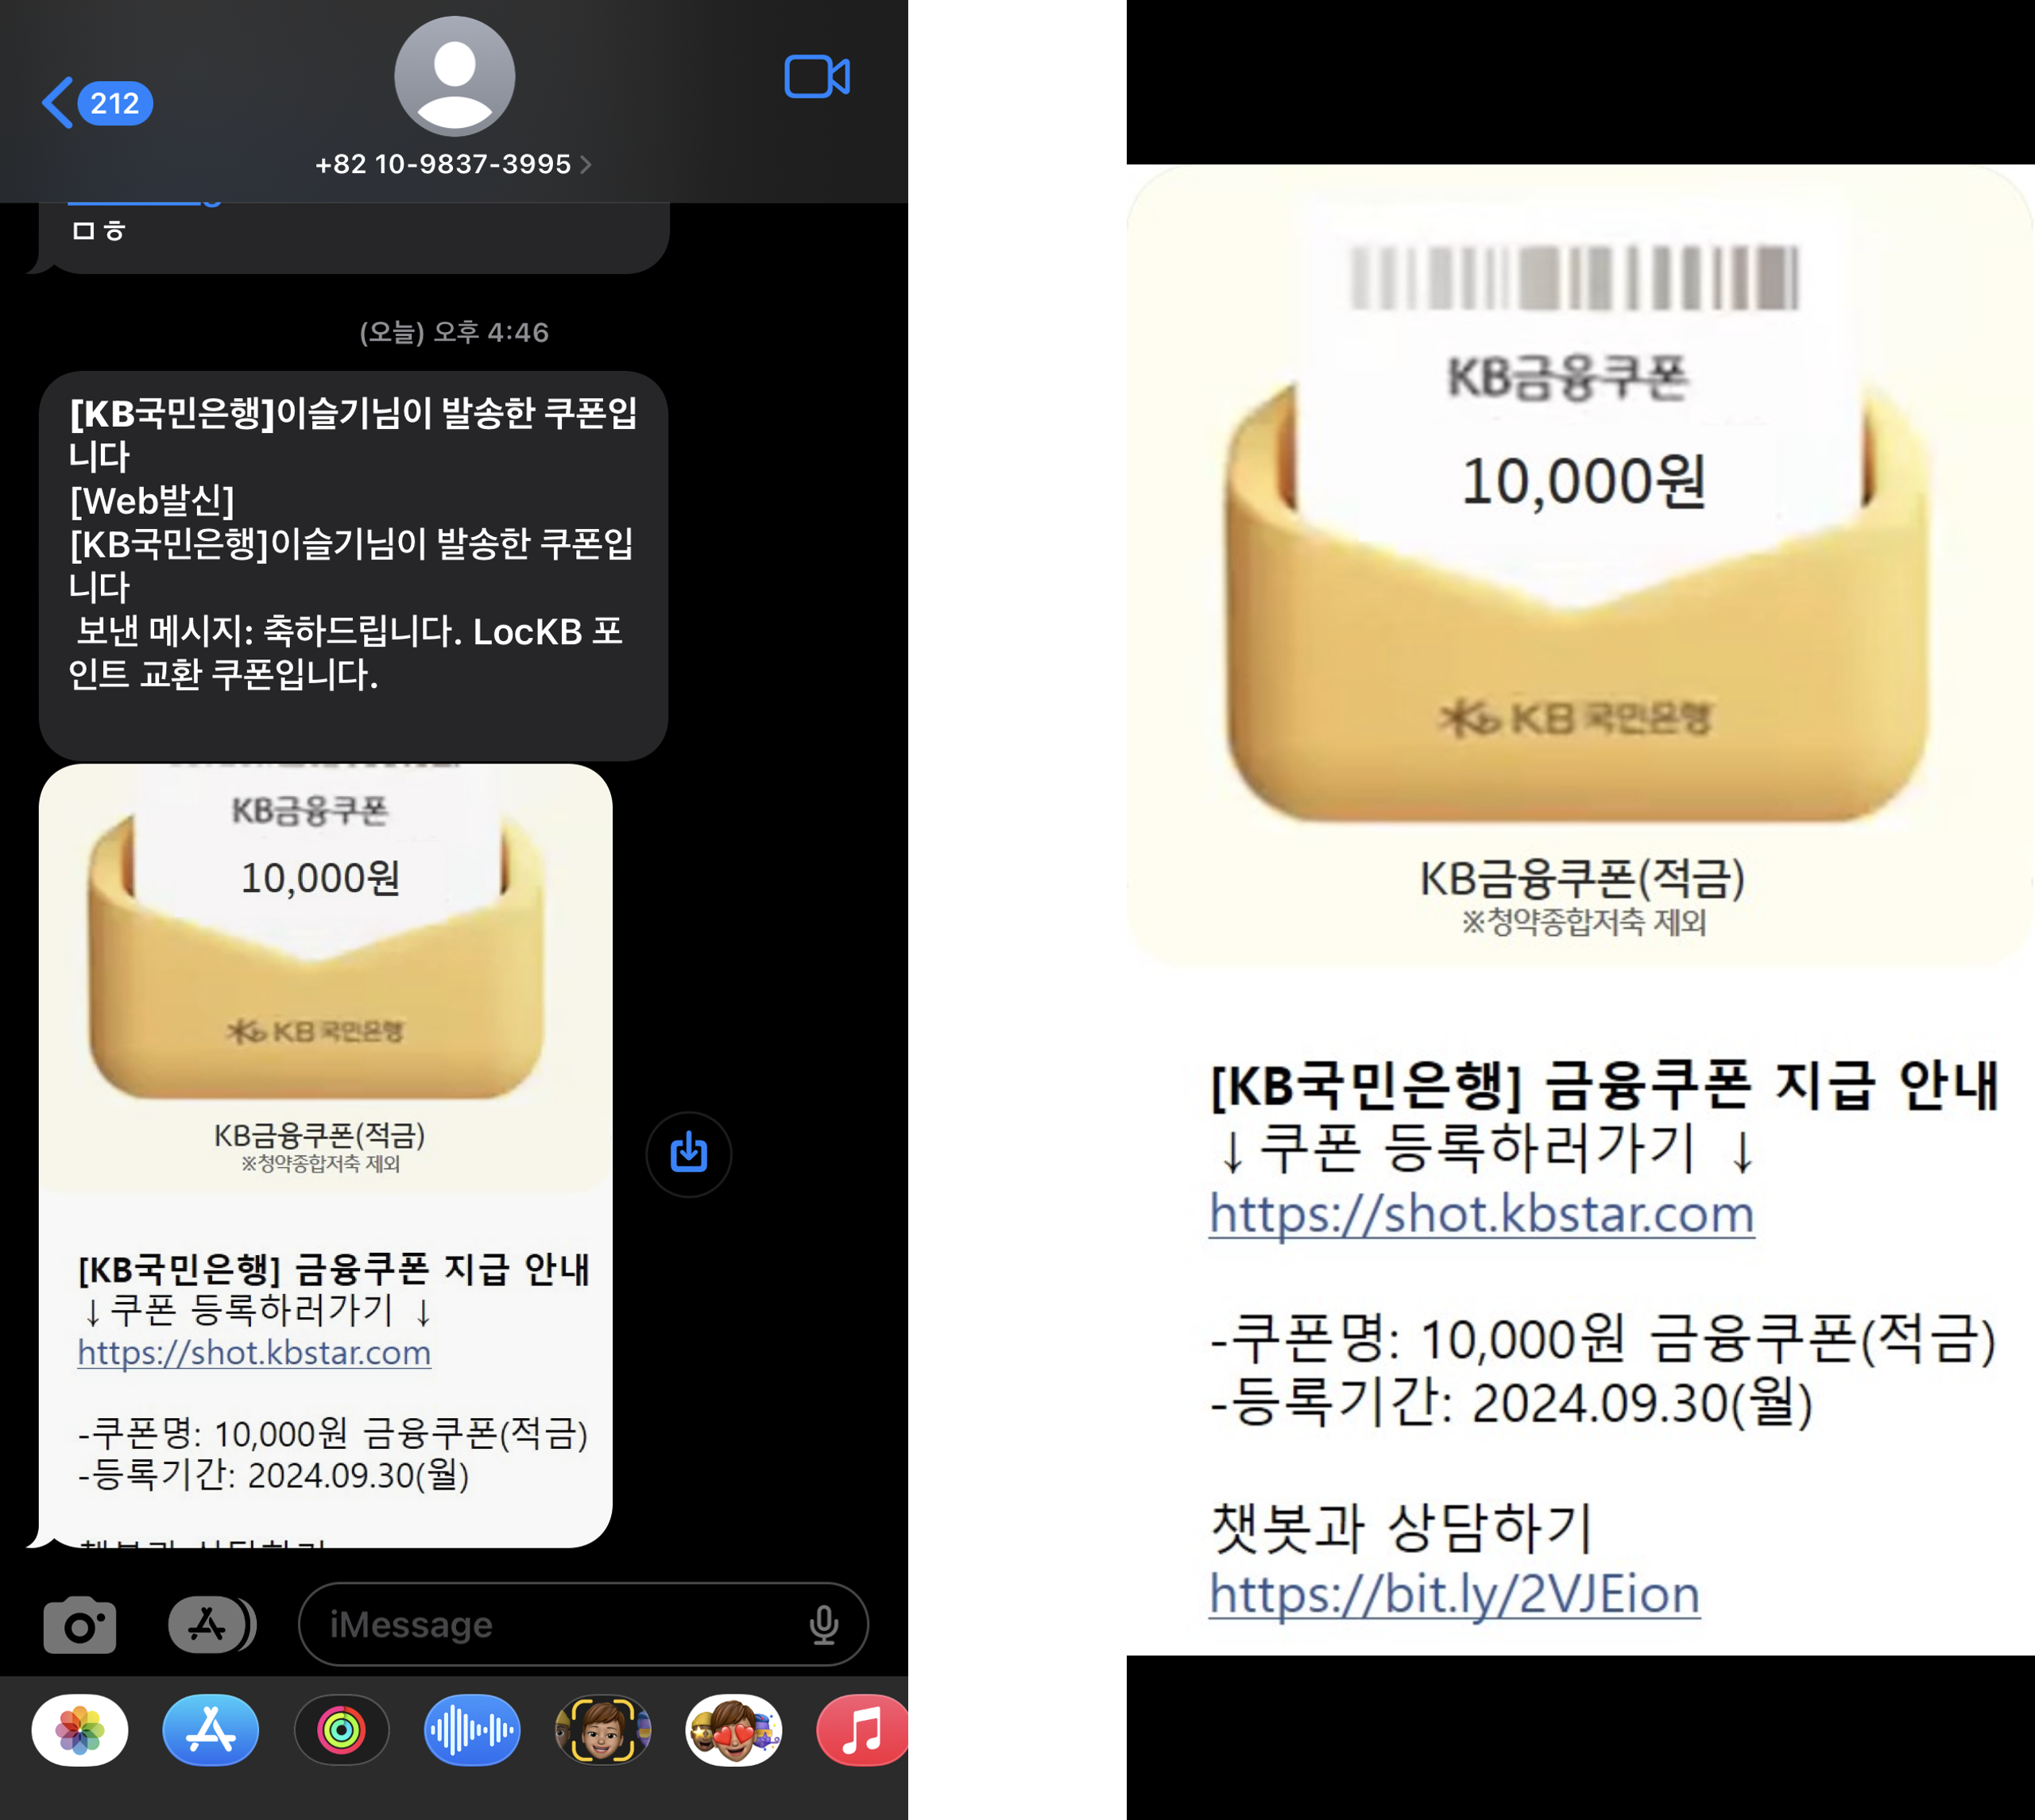 212
+82 10-9837-3995
ㅁㅎ
(오늘) 오후 4:46
[KB국민은행]이슬기님이 발송한 쿠폰입
니다
[Web발신]
[KB국민은행]이슬기님이 발송한 쿠폰입
니다
보낸 메시지: 축하드립니다. LocKB 포
인트 교환 쿠폰입니다.
KB금융쿠폰
10,000원
KB 국민은행
KB금융쿠폰(적금)
※청약종합저축 제외
[KB국민은행] 금융쿠폰 지급 안내
↓쿠폰 등록하러가기 ↓
https://shot.kbstar.com
-쿠폰명: 10,000원 금융쿠폰(적금)
-등록기간: 2024.09.30(월)
챗봇과 상담하기
iMessage
KB금융쿠폰
10,000원
KB 국민은행
KB금융쿠폰(적금)
※청약종합저축 제외
[KB국민은행] 금융쿠폰 지급 안내
↓쿠폰 등록하러가기 ↓
https://shot.kbstar.com
-쿠폰명: 10,000원 금융쿠폰(적금)
-등록기간: 2024.09.30(월)
챗봇과 상담하기
https://bit.ly/2VJEion